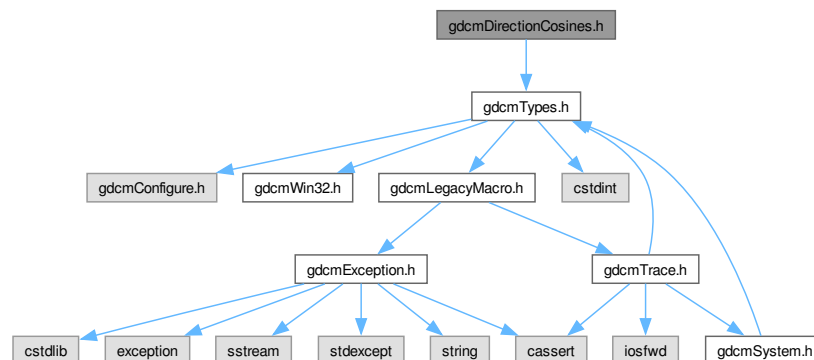 gdcmDirectionCosines.h
gdcmTypes.h
gdcmConfigure.h
gdcmWin32.h
gdcmLegacyMacro.h
cstdint
gdcmException.h
gdcmTrace.h
cstdlib
exception
sstream
stdexcept
string
cassert
iosfwd
gdcmSystem.h